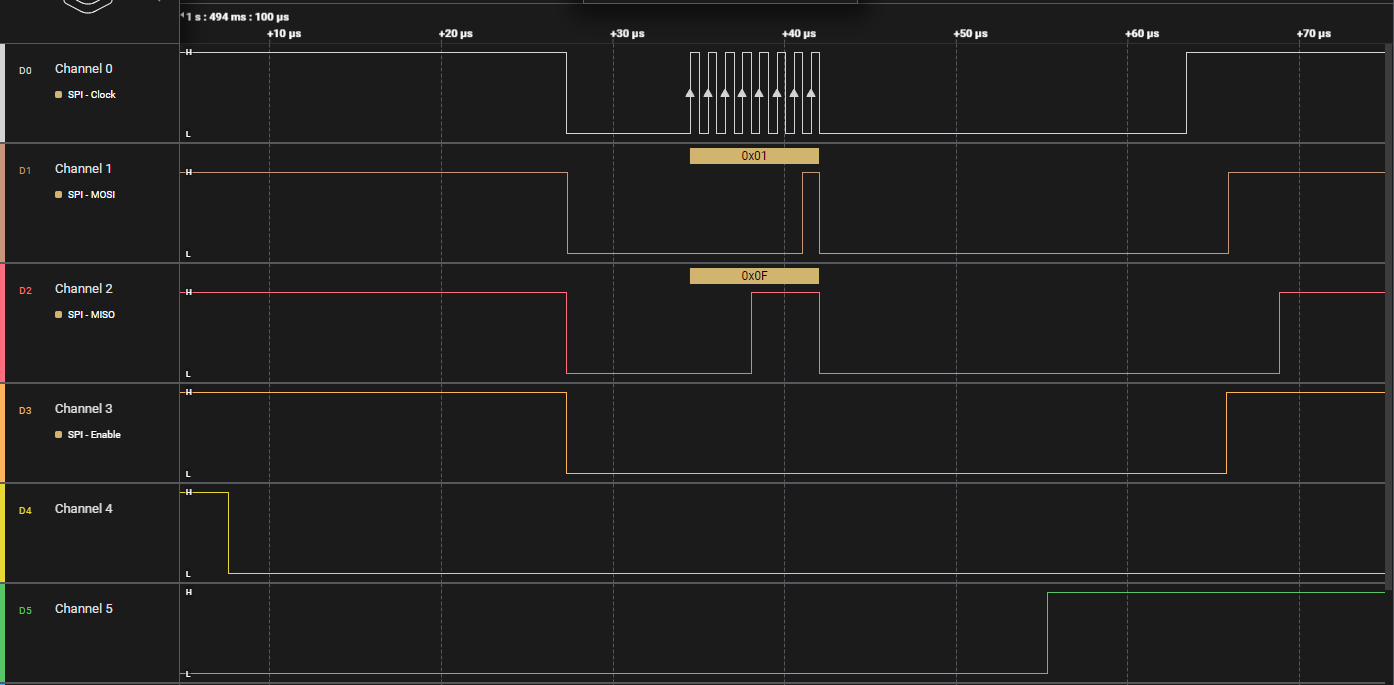 1 s : 494 ms : 100 µs
+10 µs +20 µs +30 µs +40 µs +50 µs +60 µs +70 µs
D0 Channel 0 H
SPI - Clock
L
0x01
D1 Channel 1 H
SPI - MOSI
L
0x0F
D2 Channel 2 H
SPI - MISO
L
D3 Channel 3 H
SPI - Enable
L
D4 Channel 4 H
L
D5 Channel 5 H
L